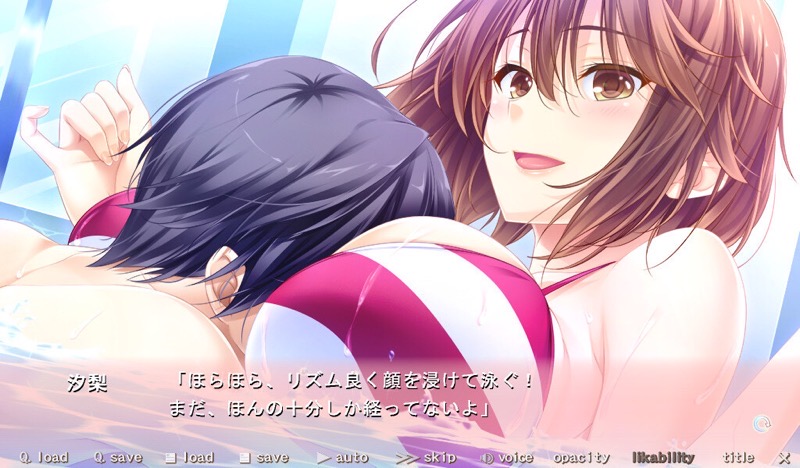 汐梨
「ほらほら、リズム良く顔を浸けて泳ぐ!
まだ、ほんの十分しか経ってないよ」
Q.load Q.save load save auto skip voice opacity likability title